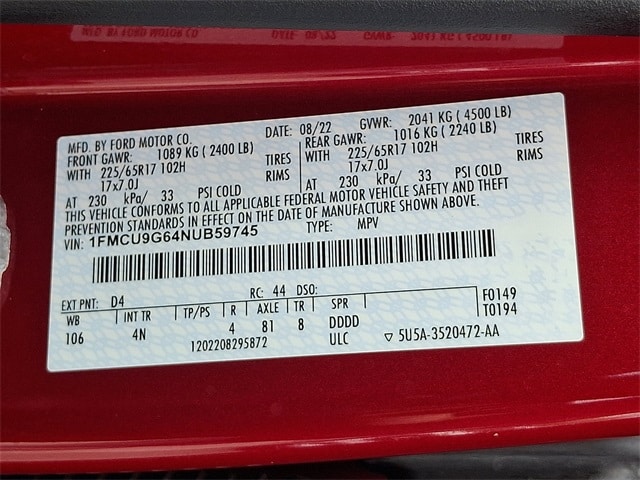 MFD. BY FORD MOTOR CO. DATE: 08/22 GVWR: 2041 KG ( 4500 LB)
FRONT GAWR: 1089 KG ( 2400 LB) REAR GAWR: 1016 KG ( 2240 LB)
WITH 225/65R17 102H TIRES WITH 225/65R17 102H TIRES
17x7.0J RIMS 17x7.0J RIMS
AT 230 kPa/ 33 PSI COLD AT 230 kPa/ 33 PSI COLD
THIS VEHICLE CONFORMS TO ALL APPLICABLE FEDERAL MOTOR VEHICLE SAFETY AND THEFT
PREVENTION STANDARDS IN EFFECT ON THE DATE OF MANUFACTURE SHOWN ABOVE.
VIN: 1FMCU9G64NUB59745 TYPE: MPV
EXT PNT: D4 RC: 44 DSO: F0149
WB INT TR TP/PS R AXLE TR SPR T0194
106 4N 4 81 8 DDDD
1202208295872 ULC ▽ 5U5A-3520472-AA